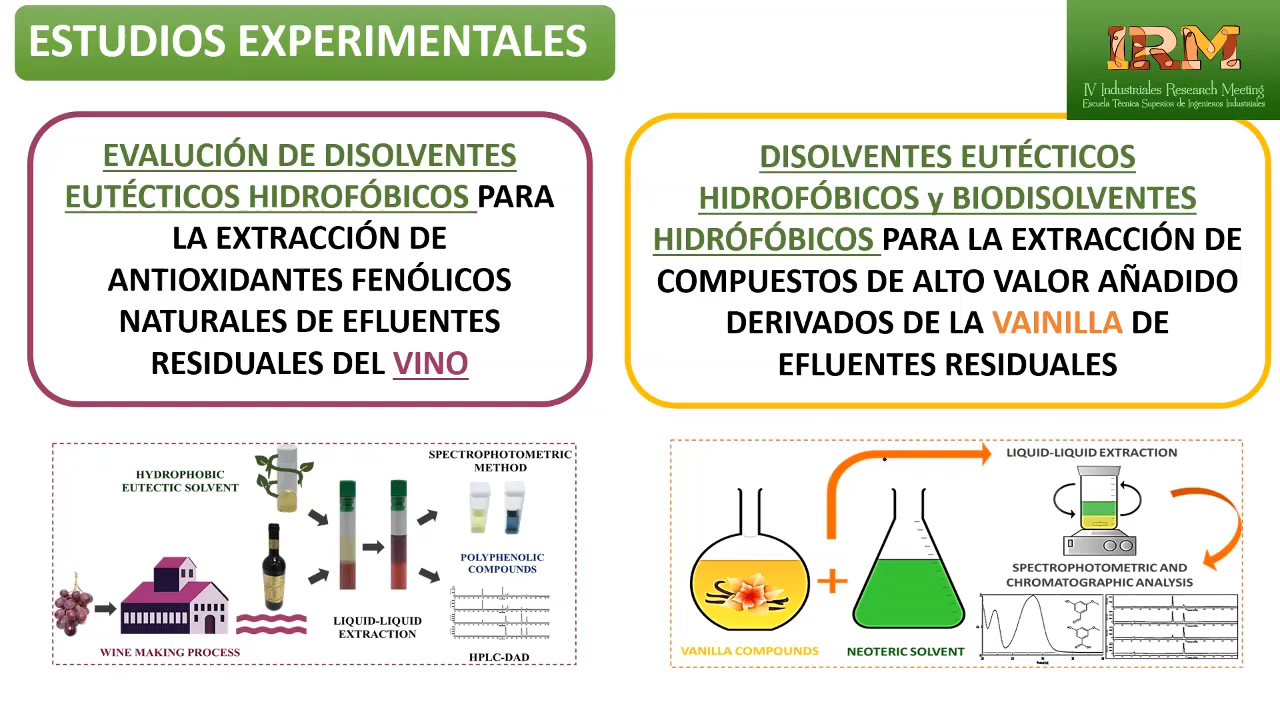 ESTUDIOS EXPERIMENTALES
IRM
IV Industriales Research Meeting
Escuela Técnica Superior de Ingenieros Industriales
EVALUCIÓN DE DISOLVENTES
EUTÉCTICOS HIDROFÓBICOS PARA
LA EXTRACCIÓN DE
ANTIOXIDANTES FENÓLICOS
NATURALES DE EFLUENTES
RESIDUALES DEL VINO
DISOLVENTES EUTÉCTICOS
HIDROFÓBICOS y BIODISOLVENTES
HIDRÓFÓBICOS PARA LA EXTRACCIÓN DE
COMPUESTOS DE ALTO VALOR AÑADIDO
DERIVADOS DE LA VAINILLA DE
EFLUENTES RESIDUALES
HYDROPHOBIC
EUTECTIC SOLVENT
SPECTROPHOTOMETRIC
METHOD
POLYPHENOLIC
COMPOUNDS
LIQUID-LIQUID
EXTRACTION
WINE MAKING PROCESS
HPLC-DAD
LIQUID-LIQUID EXTRACTION
SPECTROPHOTOMETRIC AND
CHROMATOGRAPHIC ANALYSIS
VANILLA COMPOUNDS
NEOTERIC SOLVENT